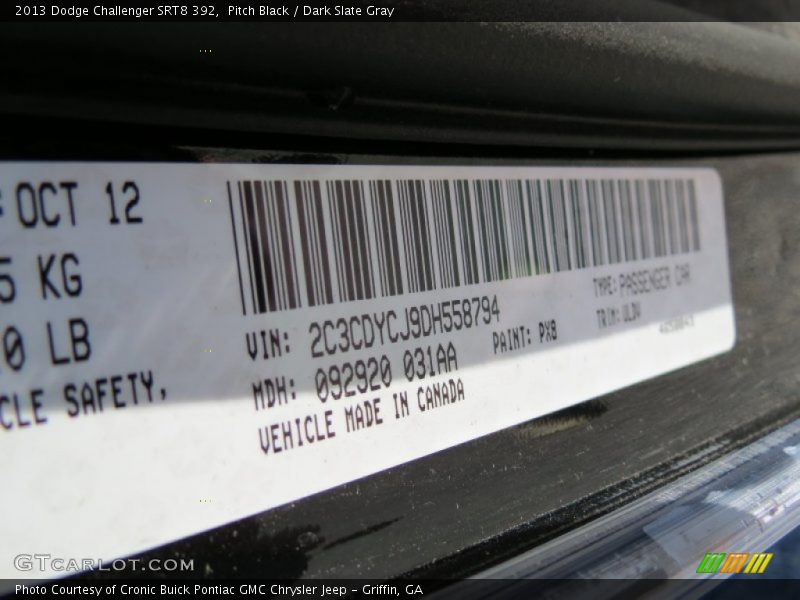 2013 Dodge Challenger SRT8 392, Pitch Black / Dark Slate Gray
: OCT 12
5 KG
0 LB
CLE SAFETY,
VIN: 2C3CDYCJ9DH558794
TYPE: PASSENGER CAR
MDH: 092920 031AA
PAINT: PX8
TRIM: ULDV
VEHICLE MADE IN CANADA
GTCARLOT.COM
Photo Courtesy of Cronic Buick Pontiac GMC Chrysler Jeep - Griffin, GA